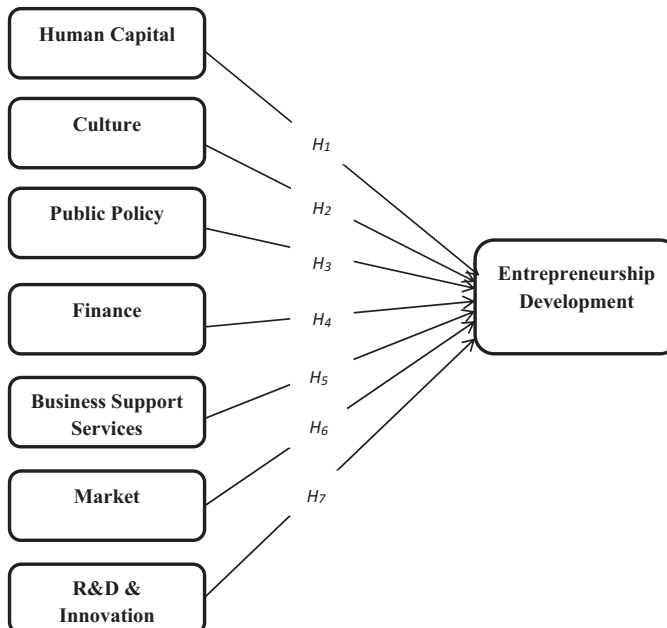 Human Capital
Culture
Public Policy
Finance
Business Support
Services
Market
R&D &
Innovation
H1
H2
H3
H4
H5
H6
H7
Entrepreneurship
Development